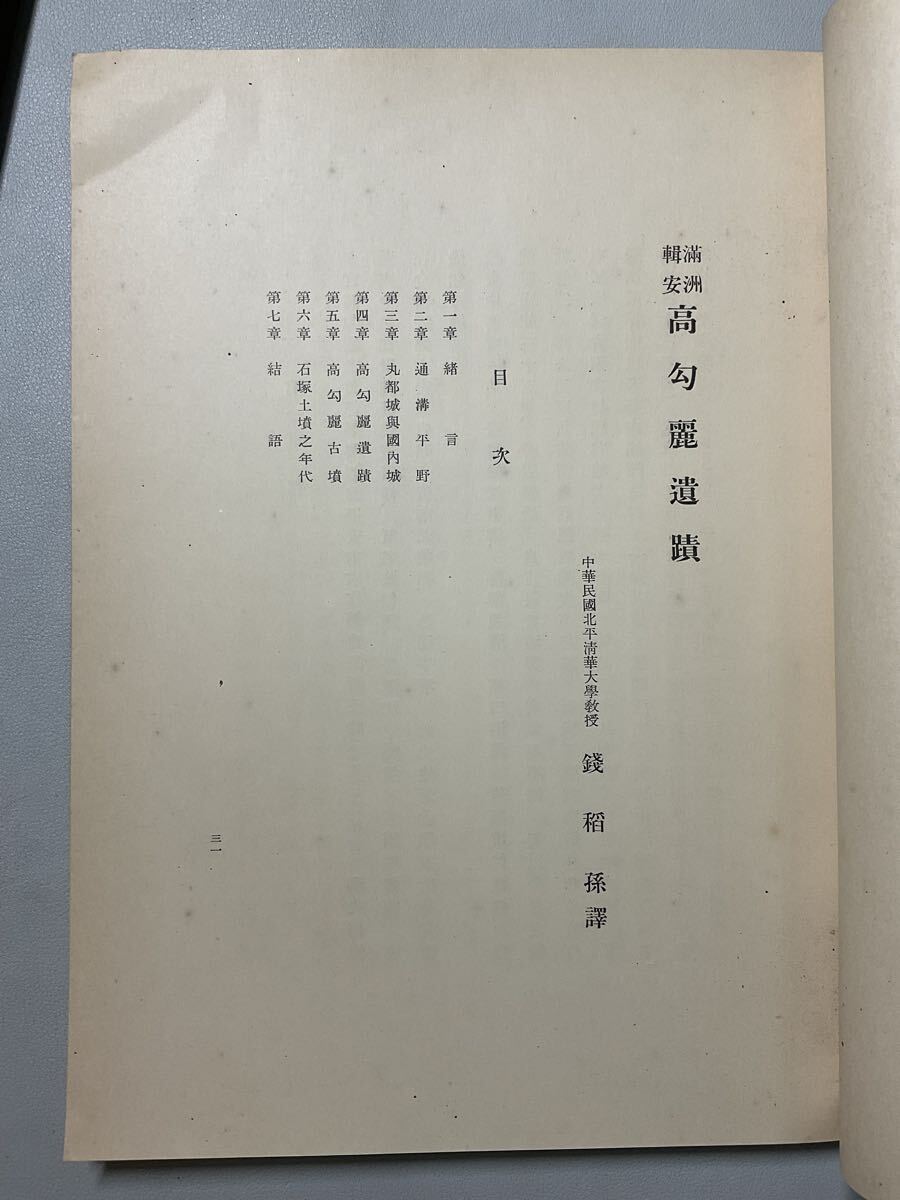 滿洲輯安高勾麗遺蹟
中華民國北平淸華大學敎授 錢稻孫譯
目次
第一章 緖言
第二章 通溝平野
第三章 丸都城與國內城
第四章 高勾麗遺蹟
第五章 高勾麗古墳
第六章 石塚土墳之年代
第七章 結語
三一